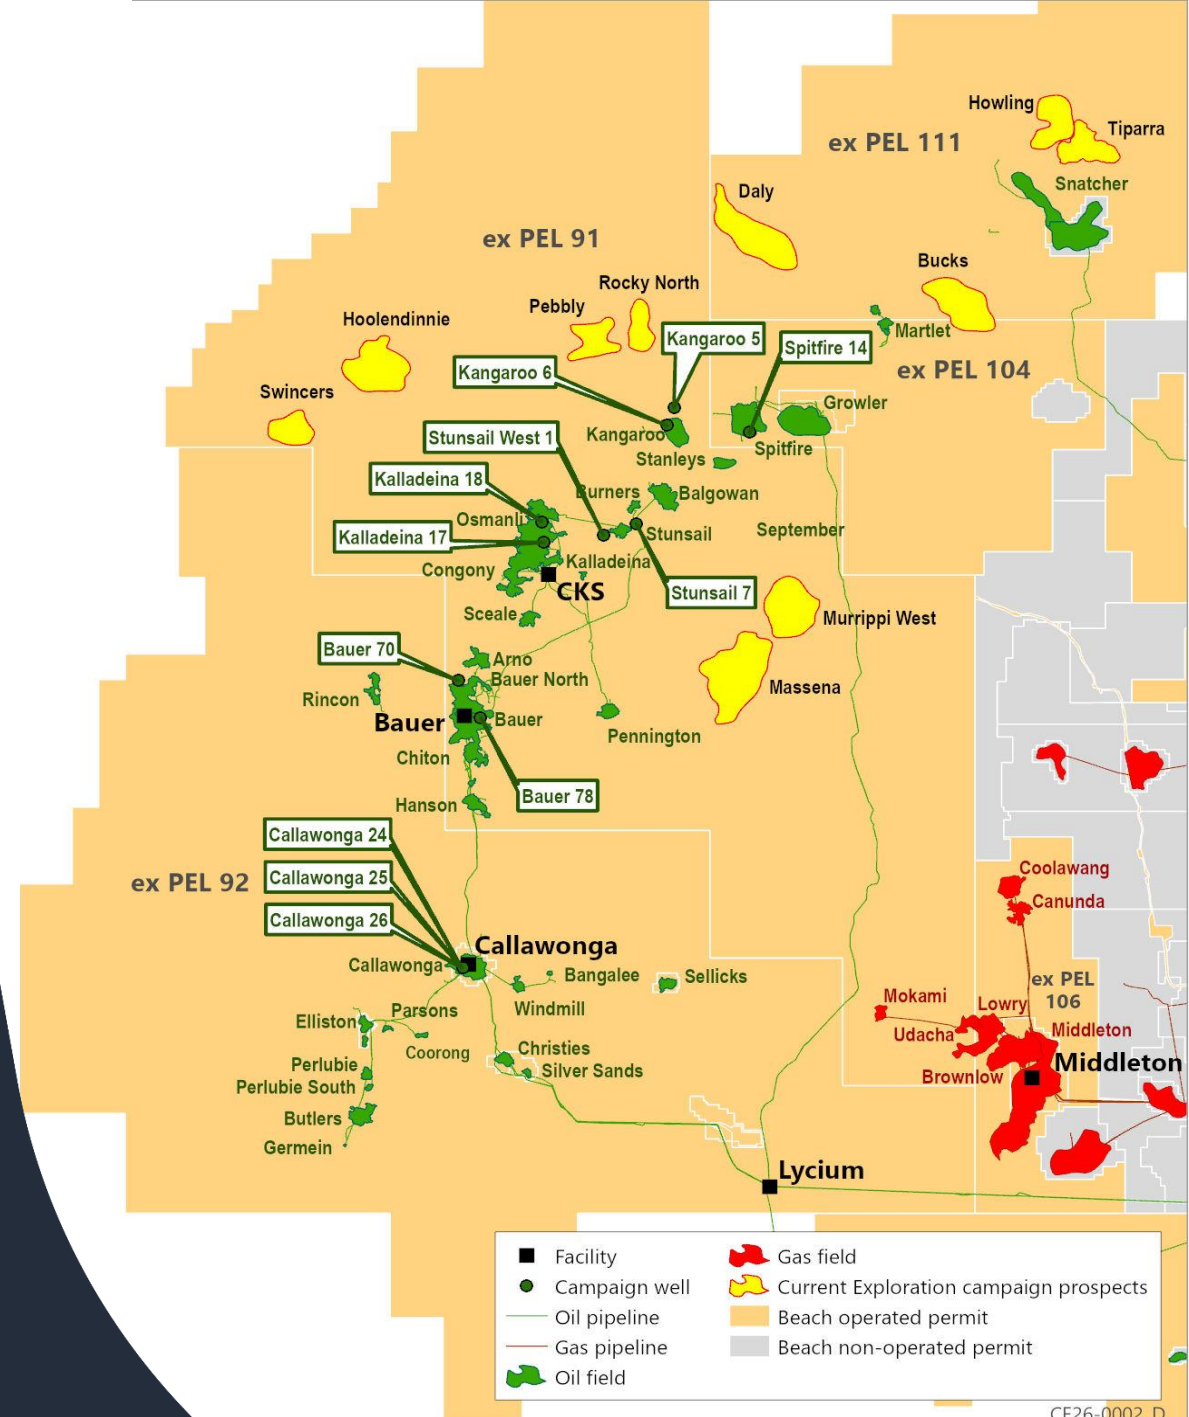 Howling
Tiparra
ex PEL 111
Snatcher
Daly
ex PEL 91
Bucks
Rocky North
Pebbly
Hoolendinnie
Martlet
Kangaroo 5
Spitfire 14
Kangaroo 6
ex PEL 104
Swincers
Growler
Stunsail West 1
Kangaroo
Spitfire
Stanleys
Kalladeina 18
Burners
Balgowan
Osmanli
Kalladeina 17
Stunsail
September
Congony
Kalladeina
CKS
Stunsail 7
Sceale
Murrippi West
Bauer 70
Arno
Bauer North
Massena
Rincon
Bauer
Bauer
Pennington
Chiton
Bauer 78
Hanson
Callawonga 24
Coolawang
Callawonga 25
ex PEL 92
Canunda
Callawonga 26
Callawonga
Callawonga
Bangalee
Sellicks
ex PEL
106
Mokami
Lowry
Windmill
Parsons
Elliston
Udacha
Middleton
Coorong
Christies
Middleton
Perlubie
Silver Sands
Brownlow
Perlubie South
Butlers
Germein
Lycium
Facility
Gas field
Campaign well
Current Exploration campaign prospects
Oil pipeline
Beach operated permit
Gas pipeline
Beach non-operated permit
Oil field
CE26-0002_D